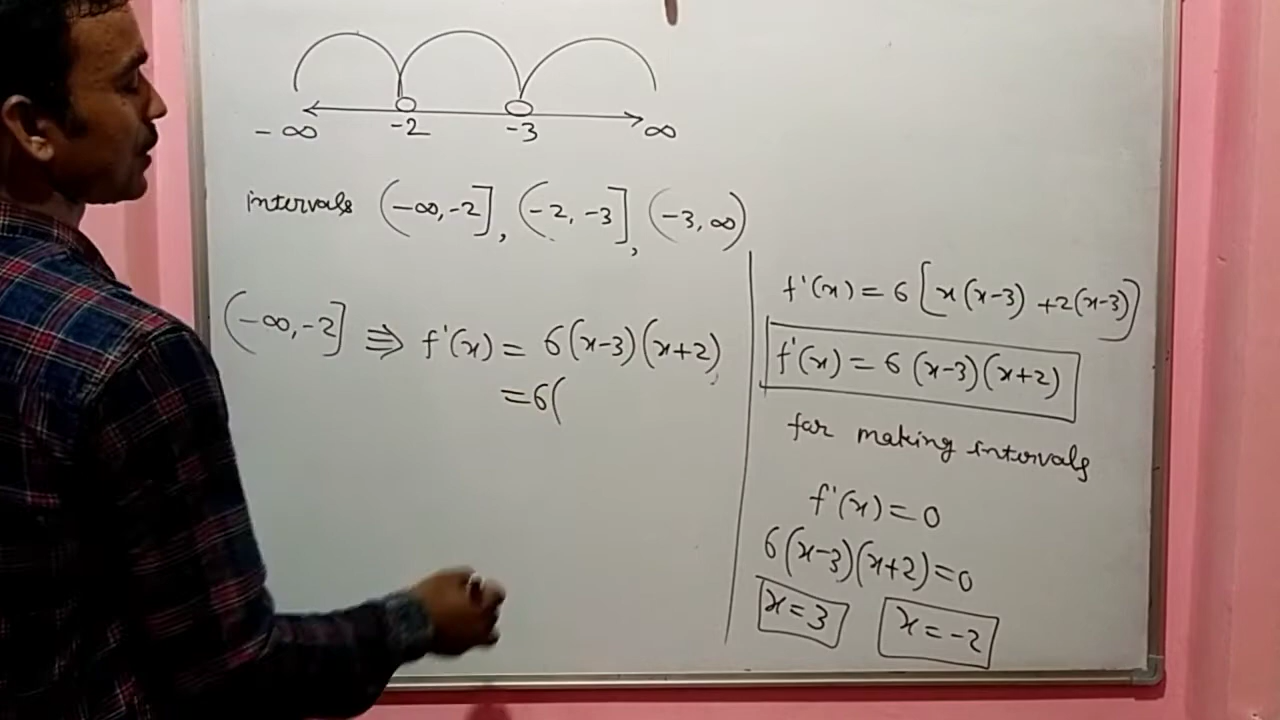 -∞ -2 -3 ∞
intervals (-∞,-2], (-2,-3], (-3,∞)
(-∞,-2] ⇒ f'(x) = 6(x-3)(x+2)
=6(
f'(x) = 6[x(x-3) +2(x-3)]
f'(x) = 6(x-3)(x+2)
for making intervals
f'(x)=0
6(x-3)(x+2)=0
x=3 x=-2